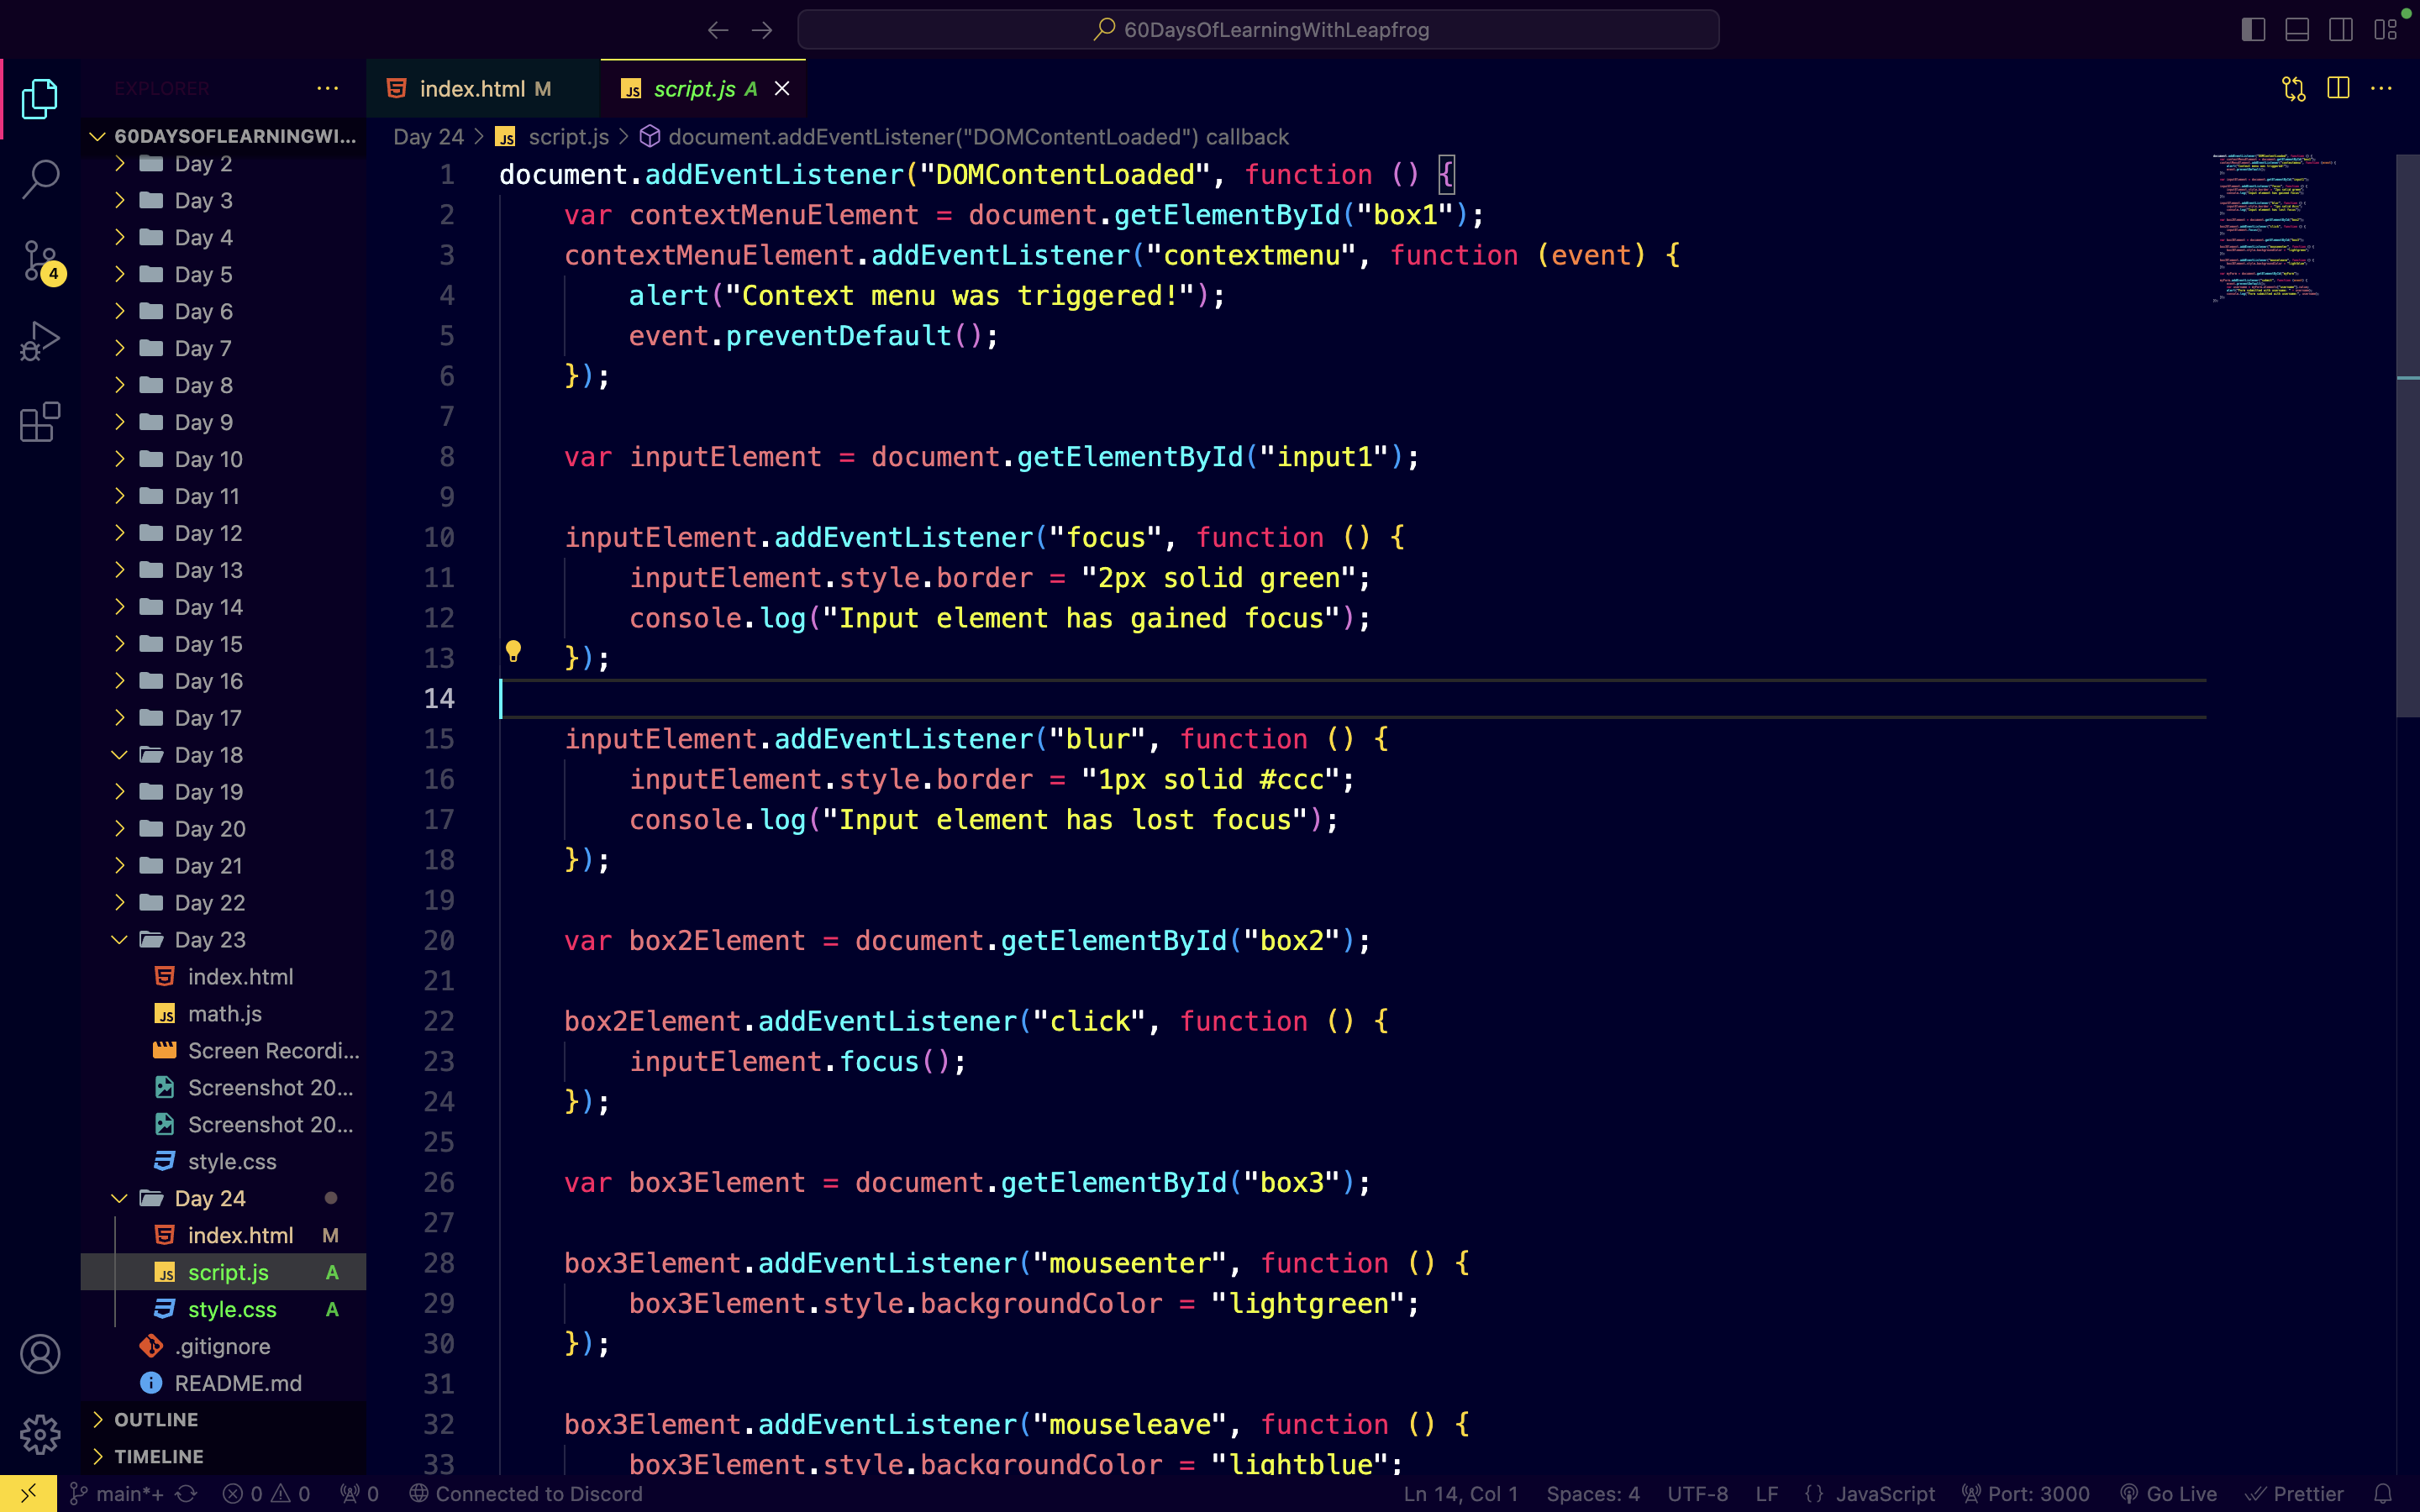 60DaysOfLearningWithLeapfrog
EXPLORER
index.html M
script.js A
60DAYSOFLEARNINGWI...
Day 24 > script.js > document.addEventListener("DOMContentLoaded") callback
Day 2
Day 3
Day 4
4
Day 5
Day 6
Day 7
Day 8
Day 9
Day 10
Day 11
Day 12
Day 13
Day 14
Day 15
Day 16
Day 17
Day 18
Day 19
Day 20
Day 21
Day 22
Day 23
index.html
math.js
Screen Recordi...
Screenshot 20...
Screenshot 20...
style.css
Day 24
index.html M
script.js A
style.css A
.gitignore
README.md
OUTLINE
TIMELINE
1 document.addEventListener("DOMContentLoaded", function () {
2 var contextMenuElement = document.getElementById("box1");
3 contextMenuElement.addEventListener("contextmenu", function (event) {
4 alert("Context menu was triggered!");
5 event.preventDefault();
6 });
7
8 var inputElement = document.getElementById("input1");
9
10 inputElement.addEventListener("focus", function () {
11 inputElement.style.border = "2px solid green";
12 console.log("Input element has gained focus");
13 });
14
15 inputElement.addEventListener("blur", function () {
16 inputElement.style.border = "1px solid #ccc";
17 console.log("Input element has lost focus");
18 });
19
20 var box2Element = document.getElementById("box2");
21
22 box2Element.addEventListener("click", function () {
23 inputElement.focus();
24 });
25
26 var box3Element = document.getElementById("box3");
27
28 box3Element.addEventListener("mouseenter", function () {
29 box3Element.style.backgroundColor = "lightgreen";
30 });
31
32 box3Element.addEventListener("mouseleave", function () {
33 box3Element.style.backgroundColor = "lightblue";
main*+ 0 0 0 Connected to Discord Ln 14, Col 1 Spaces: 4 UTF-8 LF {} JavaScript Port: 3000 Go Live Prettier